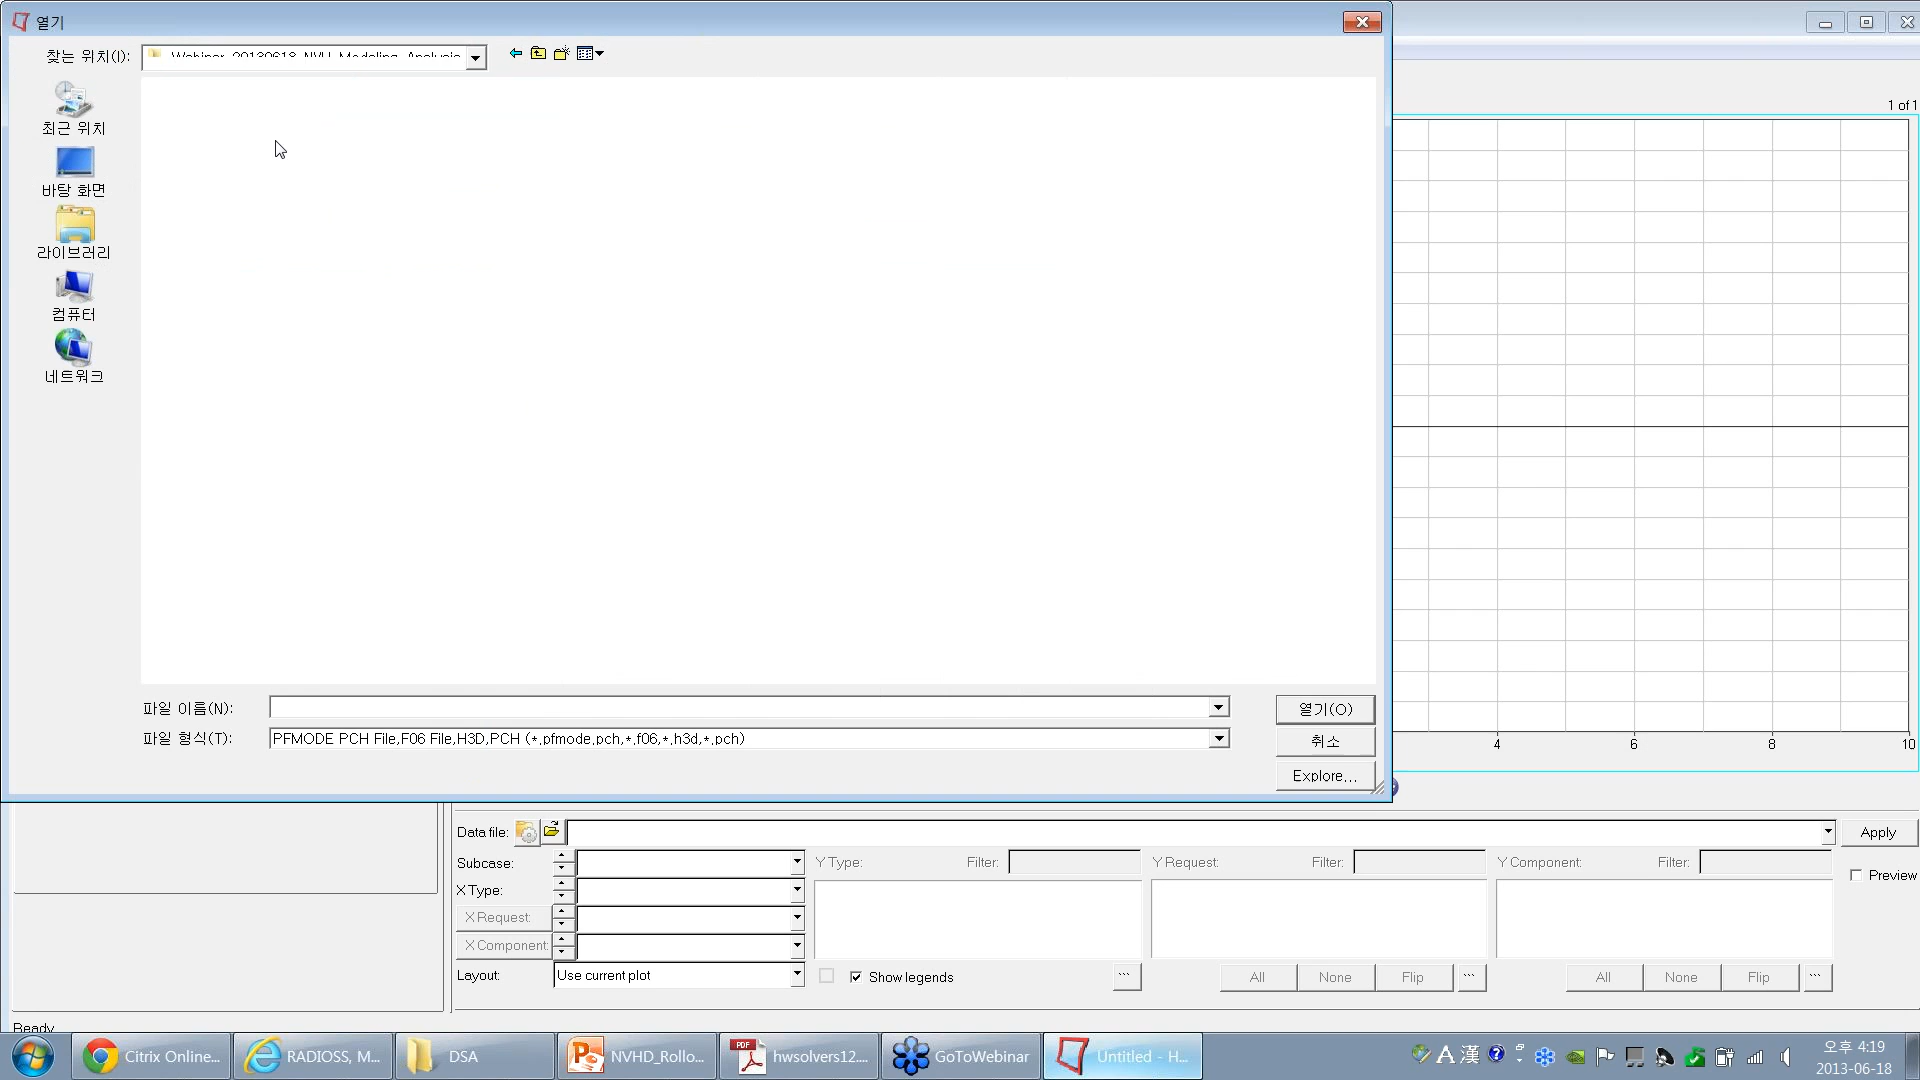 열기
찾는 위치(I):
Webinar_20130618_NVH_Modeling_Analysis
1 of 1
최근 위치
바탕 화면
라이브러리
컴퓨터
네트워크
파일 이름(N):
열기(O)
파일 형식(T):
PFMODE PCH File,F06 File,H3D,PCH (*.pfmode.pch,*.f06,*.h3d,*.pch)
취소
Explore...
4 6 8 10
Data file:
Apply
Subcase:
Y Type:
Filter:
Y Request:
Filter:
Y Component:
Filter:
Preview
X Type:
X Request:
X Component:
Layout:
Use current plot
Show legends
...
All
None
Flip
...
All
None
Flip
...
Ready
Citrix Online...
RADIOSS, M...
DSA
NVHD_Rollo...
hwsolvers12....
GoToWebinar
Untitled - H...
A 漢
오후 4:19
2013-06-18